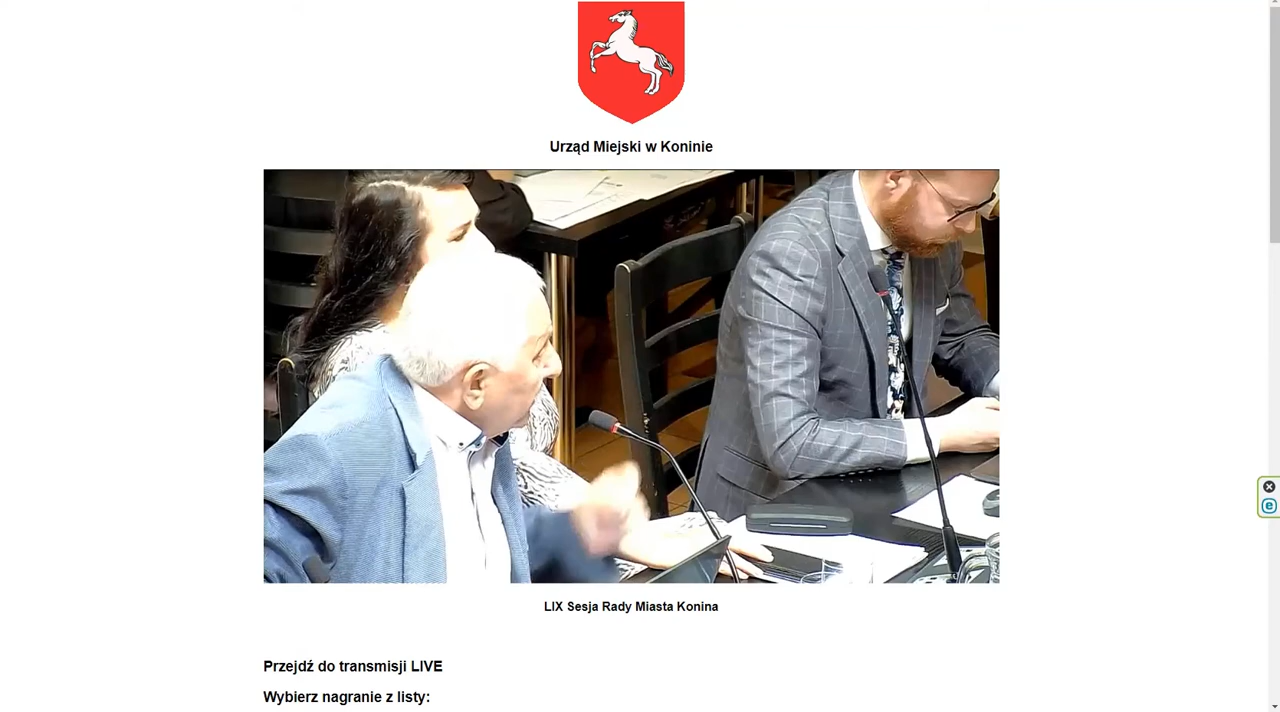 Urząd Miejski w Koninie
LIX Sesja Rady Miasta Konina
Przejdź do transmisji LIVE
Wybierz nagranie z listy: